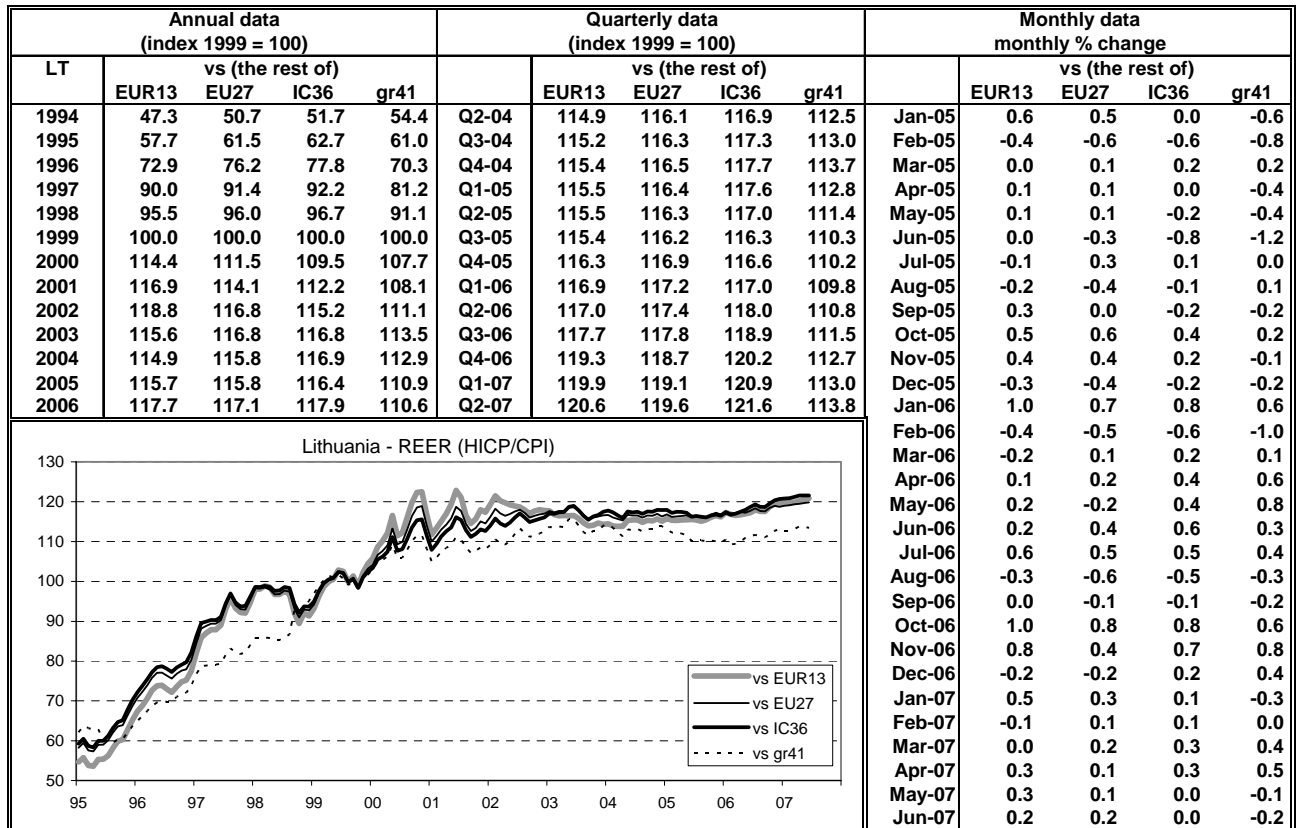 Annual data
(index 1999 = 100)
LT vs (the rest of)
EUR13 EU27 IC36 gr41
1994 47.3 50.7 51.7 54.4
1995 57.7 61.5 62.7 61.0
1996 72.9 76.2 77.8 70.3
1997 90.0 91.4 92.2 81.2
1998 95.5 96.0 96.7 91.1
1999 100.0 100.0 100.0 100.0
2000 114.4 111.5 109.5 107.7
2001 116.9 114.1 112.2 108.1
2002 118.8 116.8 115.2 111.1
2003 115.6 116.8 116.8 113.5
2004 114.9 115.8 116.9 112.9
2005 115.7 115.8 116.4 110.9
2006 117.7 117.1 117.9 110.6
Quarterly data
(index 1999 = 100)
vs (the rest of)
EUR13 EU27 IC36 gr41
Q2-04 114.9 116.1 116.9 112.5
Q3-04 115.2 116.3 117.3 113.0
Q4-04 115.4 116.5 117.7 113.7
Q1-05 115.5 116.4 117.6 112.8
Q2-05 115.5 116.3 117.0 111.4
Q3-05 115.4 116.2 116.3 110.3
Q4-05 116.3 116.9 116.6 110.2
Q1-06 116.9 117.2 117.0 109.8
Q2-06 117.0 117.4 118.0 110.8
Q3-06 117.7 117.8 118.9 111.5
Q4-06 119.3 118.7 120.2 112.7
Q1-07 119.9 119.1 120.9 113.0
Q2-07 120.6 119.6 121.6 113.8
Monthly data
monthly % change
vs (the rest of)
EUR13 EU27 IC36 gr41
Jan-05 0.6 0.5 0.0 -0.6
Feb-05 -0.4 -0.6 -0.6 -0.8
Mar-05 0.0 0.1 0.2 0.2
Apr-05 0.1 0.1 0.0 -0.4
May-05 0.1 0.1 -0.2 -0.4
Jun-05 0.0 -0.3 -0.8 -1.2
Jul-05 -0.1 0.3 0.1 0.0
Aug-05 -0.2 -0.4 -0.1 0.1
Sep-05 0.3 0.0 -0.2 -0.2
Oct-05 0.5 0.6 0.4 0.2
Nov-05 0.4 0.4 0.2 -0.1
Dec-05 -0.3 -0.4 -0.2 -0.2
Jan-06 1.0 0.7 0.8 0.6
Feb-06 -0.4 -0.5 -0.6 -1.0
Mar-06 -0.2 0.1 0.2 0.1
Apr-06 0.1 0.2 0.4 0.6
May-06 0.2 -0.2 0.4 0.8
Jun-06 0.2 0.4 0.6 0.3
Jul-06 0.6 0.5 0.5 0.4
Aug-06 -0.3 -0.6 -0.5 -0.3
Sep-06 0.0 -0.1 -0.1 -0.2
Oct-06 1.0 0.8 0.8 0.6
Nov-06 0.8 0.4 0.7 0.8
Dec-06 -0.2 -0.2 0.2 0.4
Jan-07 0.5 0.3 0.1 -0.3
Feb-07 -0.1 0.1 0.1 0.0
Mar-07 0.0 0.2 0.3 0.4
Apr-07 0.3 0.1 0.3 0.5
May-07 0.3 0.1 0.0 -0.1
Jun-07 0.2 0.2 0.0 -0.2
Lithuania - REER (HICP/CPI)
130
120
110
100
90
80
70
60
50
95 96 97 98 99 00 01 02 03 04 05 06 07
vs EUR13
vs EU27
vs IC36
vs gr41